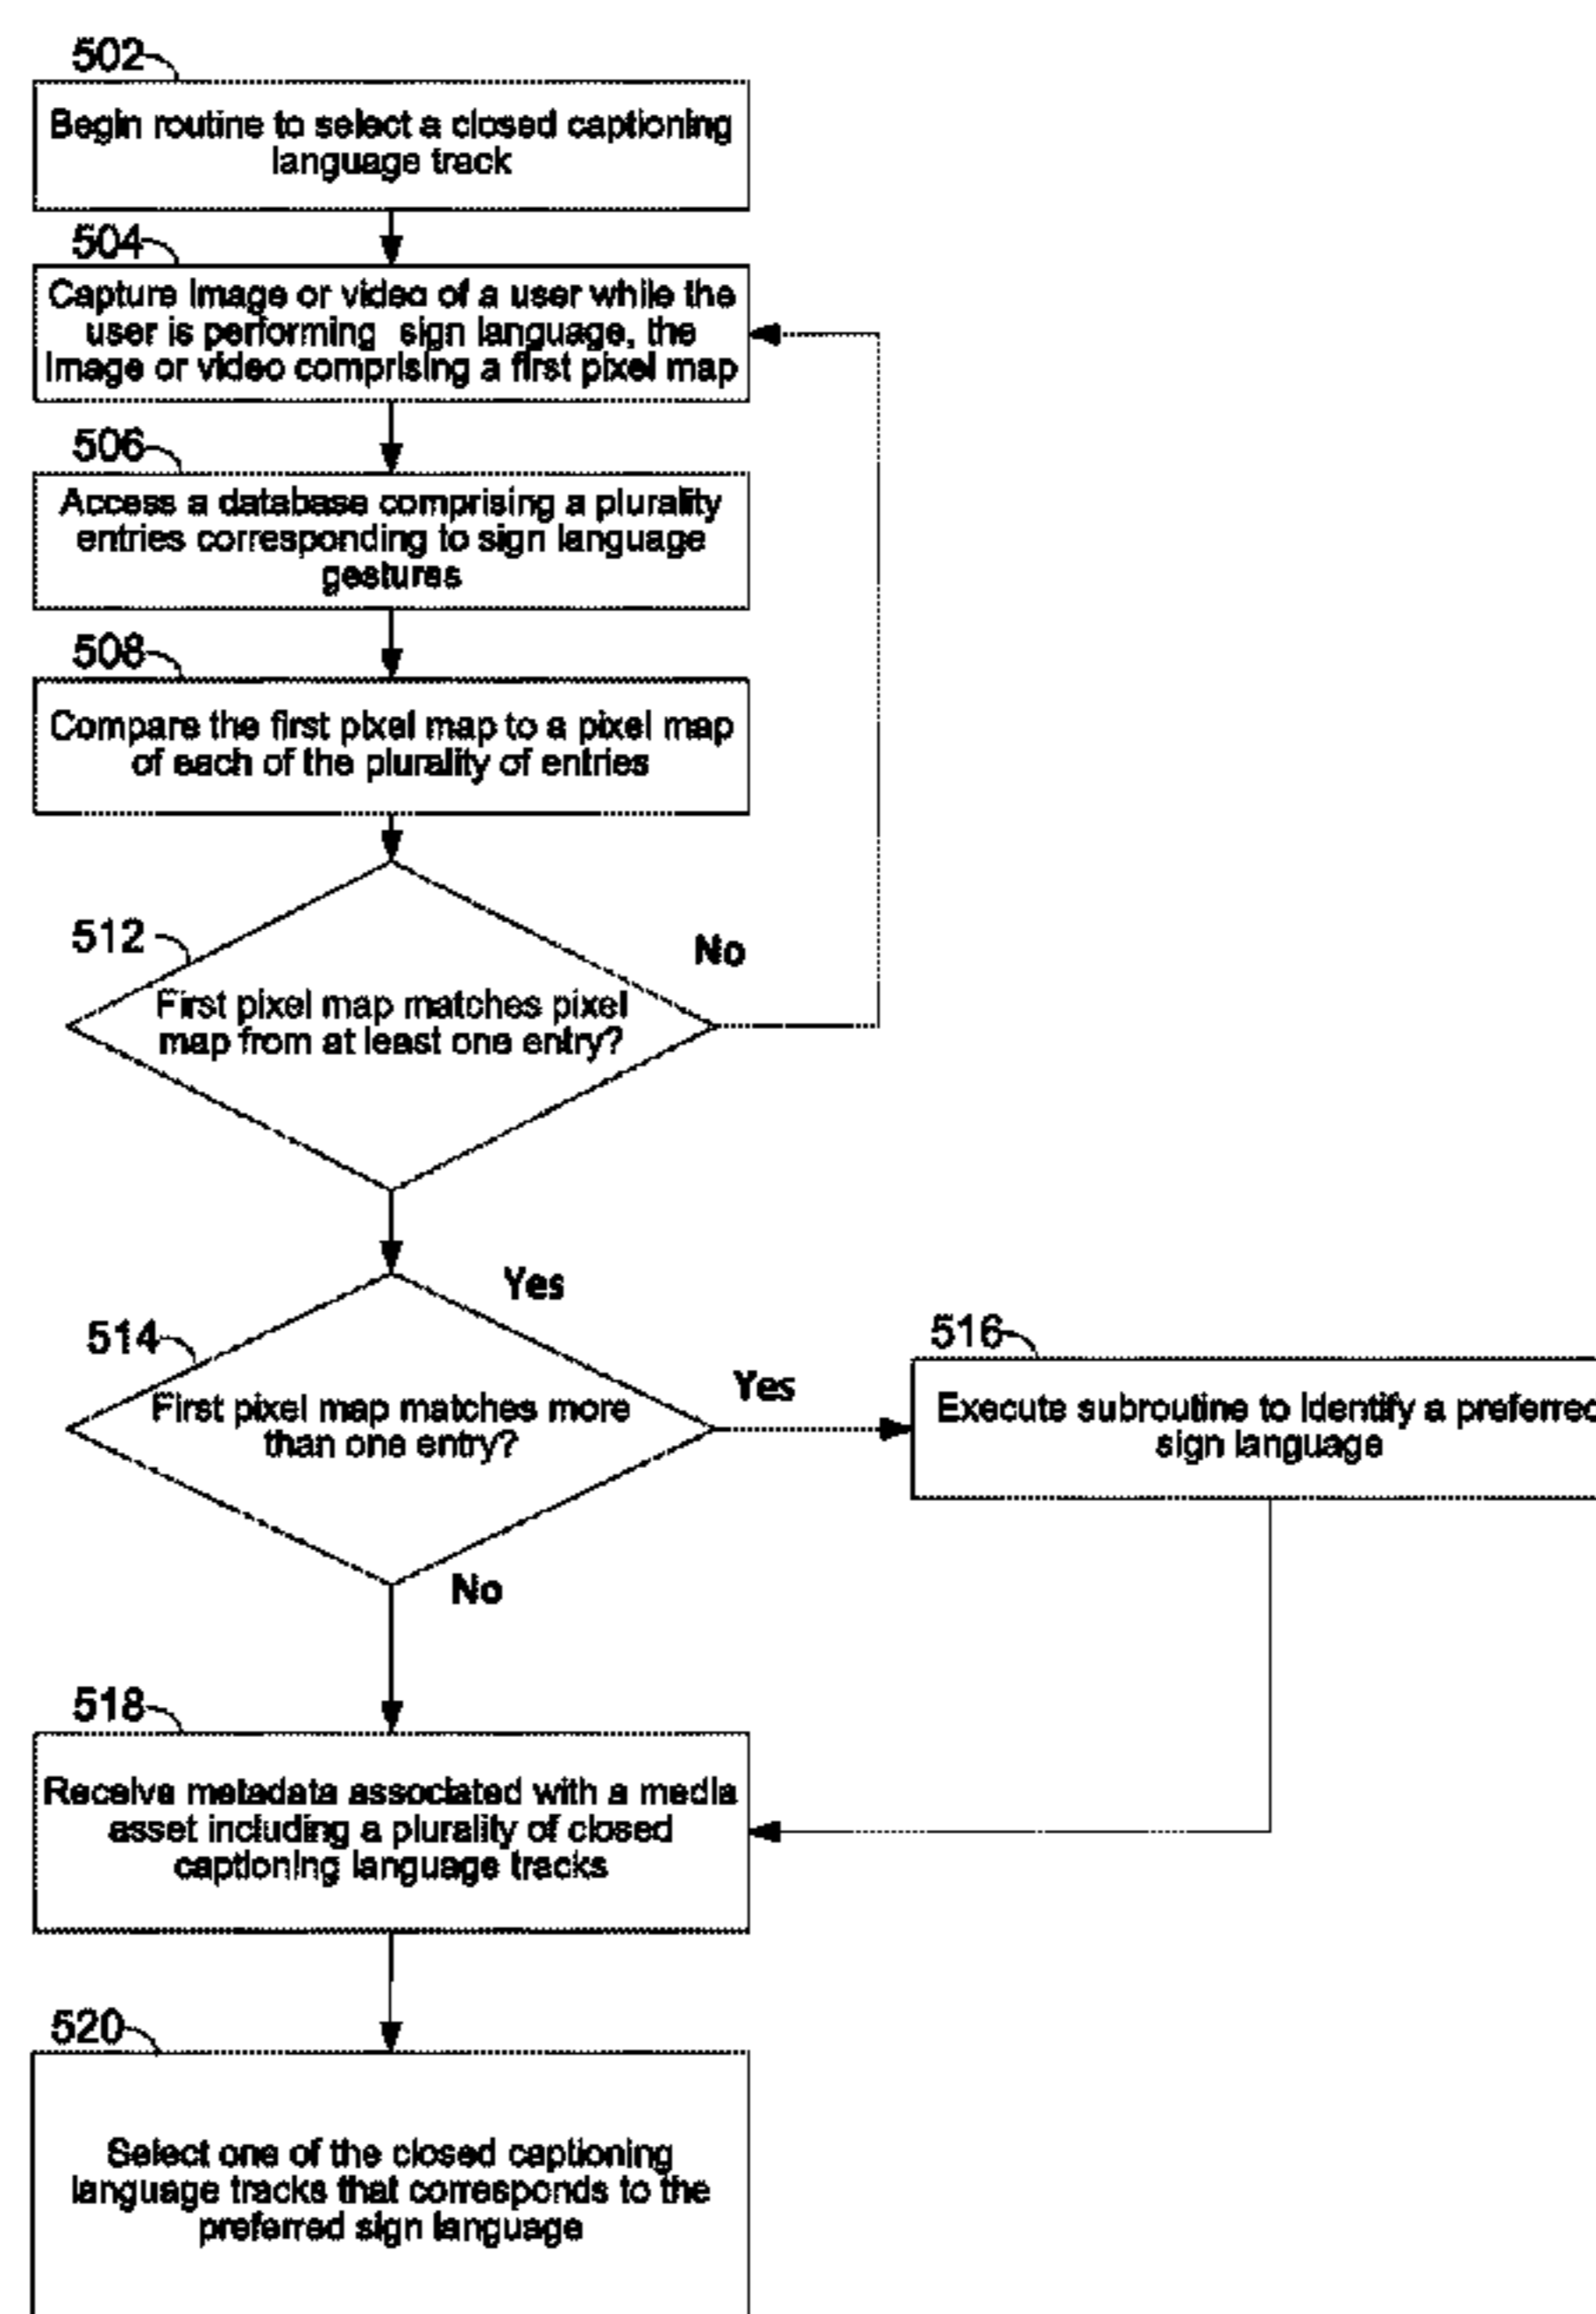 502
Begin routine to select a closed captioning
language track
504
Capture image or video of a user while the
user is performing sign language, the
image or video comprising a first pixel map
506
Access a database comprising a plurality
entries corresponding to sign language
gestures
508
Compare the first pixel map to a pixel map
of each of the plurality of entries
512
No
First pixel map matches pixel
map from at least one entry?
Yes
514
First pixel map matches more
than one entry?
Yes
516
Execute subroutine to identify a preferred
sign language
No
518
Receive metadata associated with a media
asset including a plurality of closed
captioning language tracks
520
Select one of the closed captioning
language tracks that corresponds to the
preferred sign language